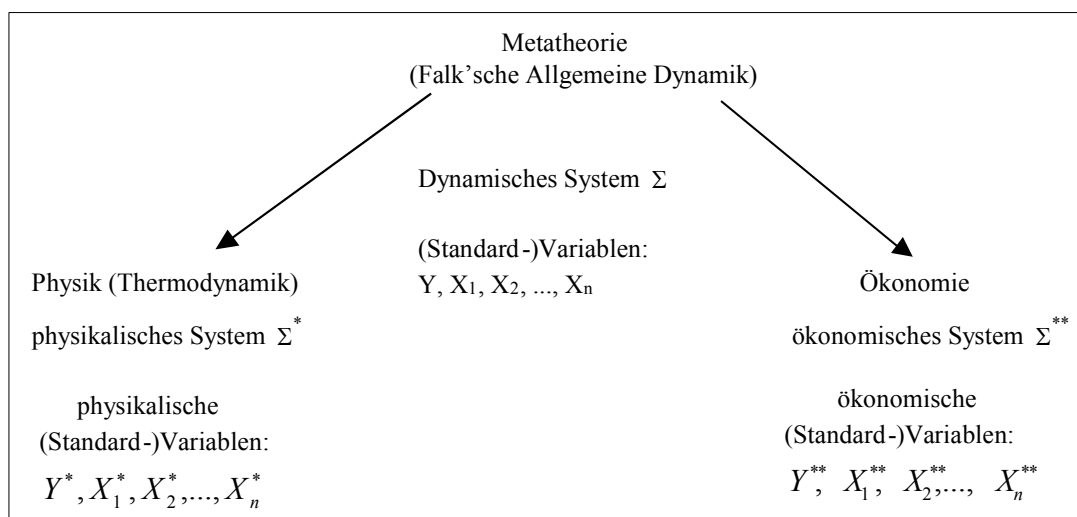 Metatheorie
(Falk’sche Allgemeine Dynamik)
Dynamisches System Σ
(Standard-)Variablen:
Y, X₁, X₂, ..., Xₙ
Physik (Thermodynamik)
physikalisches System Σ*
physikalische
(Standard-)Variablen:
Y*, X₁*, X₂*,..., Xₙ*
Ökonomie
ökonomisches System Σ**
ökonomische
(Standard-)Variablen:
Y**, X₁**, X₂**,..., Xₙ**